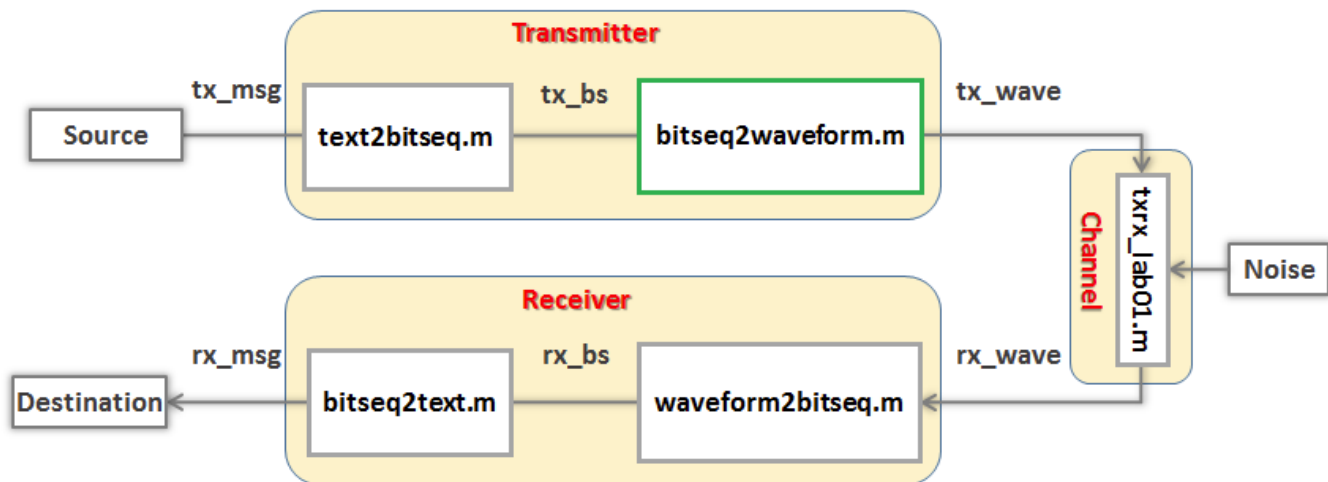 Transmitter
tx_msg
tx_bs
tx_wave
Source
text2bitseq.m
bitseq2waveform.m
Channel
txrx_lab01.m
Noise
Receiver
rx_msg
rx_bs
rx_wave
Destination
bitseq2text.m
waveform2bitseq.m